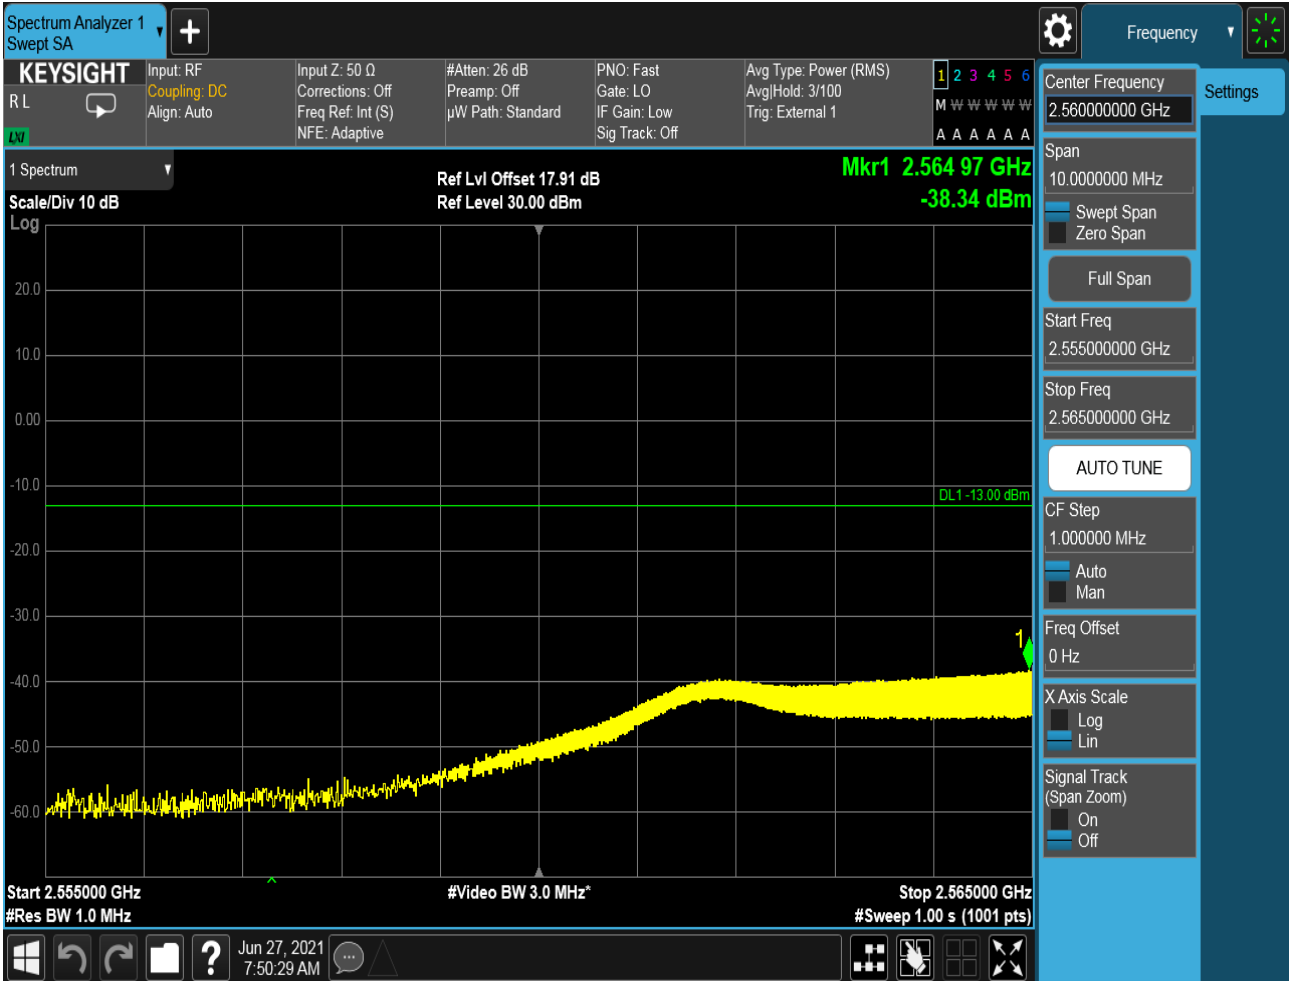 Spectrum Analyzer 1
Swept SA
+
Frequency
KEYSIGHT
R L
LXI
Input: RF
Coupling: DC
Align: Auto
Input Z: 50 Ω
Corrections: Off
Freq Ref: Int (S)
NFE: Adaptive
#Atten: 26 dB
Preamp: Off
µW Path: Standard
PNO: Fast
Gate: LO
IF Gain: Low
Sig Track: Off
Avg Type: Power (RMS)
Avg|Hold: 3/100
Trig: External 1
1 2 3 4 5 6
M W W W W W
A A A A A A
1 Spectrum
Scale/Div 10 dB
Log
Ref Lvl Offset 17.91 dB
Ref Level 30.00 dBm
Mkr1 2.564 97 GHz
-38.34 dBm
20.0
10.0
0.00
-10.0
-20.0
-30.0
-40.0
-50.0
-60.0
DL1 -13.00 dBm
1
Start 2.555000 GHz
#Res BW 1.0 MHz
#Video BW 3.0 MHz*
Stop 2.565000 GHz
#Sweep 1.00 s (1001 pts)
Center Frequency
2.560000000 GHz
Span
10.0000000 MHz
Swept Span
Zero Span
Full Span
Start Freq
2.555000000 GHz
Stop Freq
2.565000000 GHz
AUTO TUNE
CF Step
1.000000 MHz
Auto
Man
Freq Offset
0 Hz
X Axis Scale
Log
Lin
Signal Track
(Span Zoom)
On
Off
Settings
?
Jun 27, 2021
7:50:29 AM